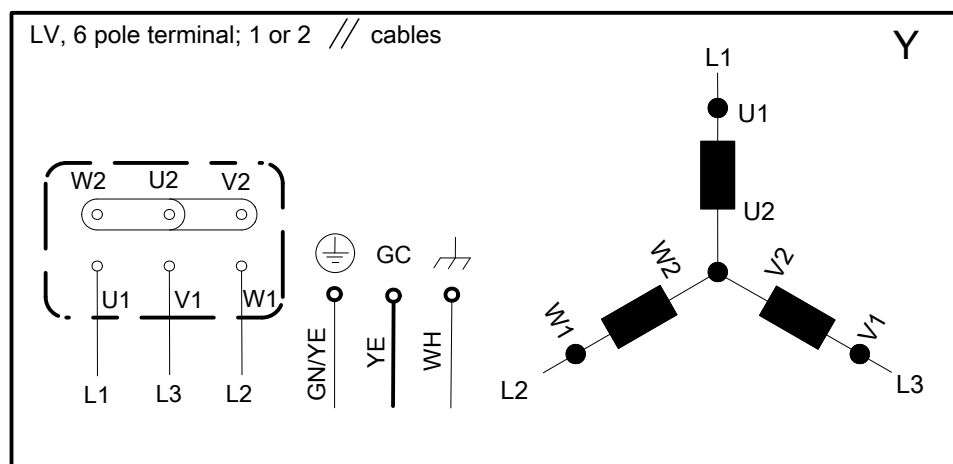 LV, 6 pole terminal; 1 or 2 // cables
Y
W2 U2 V2
U1 V1 W1
L1 L3 L2
GC
GN/YE YE WH
L1
U1
U2
W2 V2
W1 V1
L2 L3